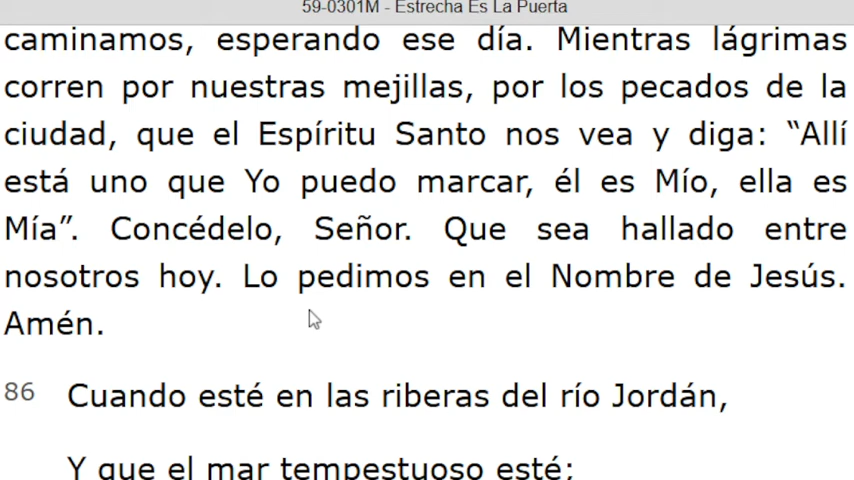 59-0301M - Estrecha Es La Puerta
caminamos, esperando ese día. Mientras lágrimas
corren por nuestras mejillas, por los pecados de la
ciudad, que el Espíritu Santo nos vea y diga: “Allí
está uno que Yo puedo marcar, él es Mío, ella es
Mía”. Concédelo, Señor. Que sea hallado entre
nosotros hoy. Lo pedimos en el Nombre de Jesús.
Amén.
86 Cuando esté en las riberas del río Jordán,
Y que el mar tempestuoso esté;